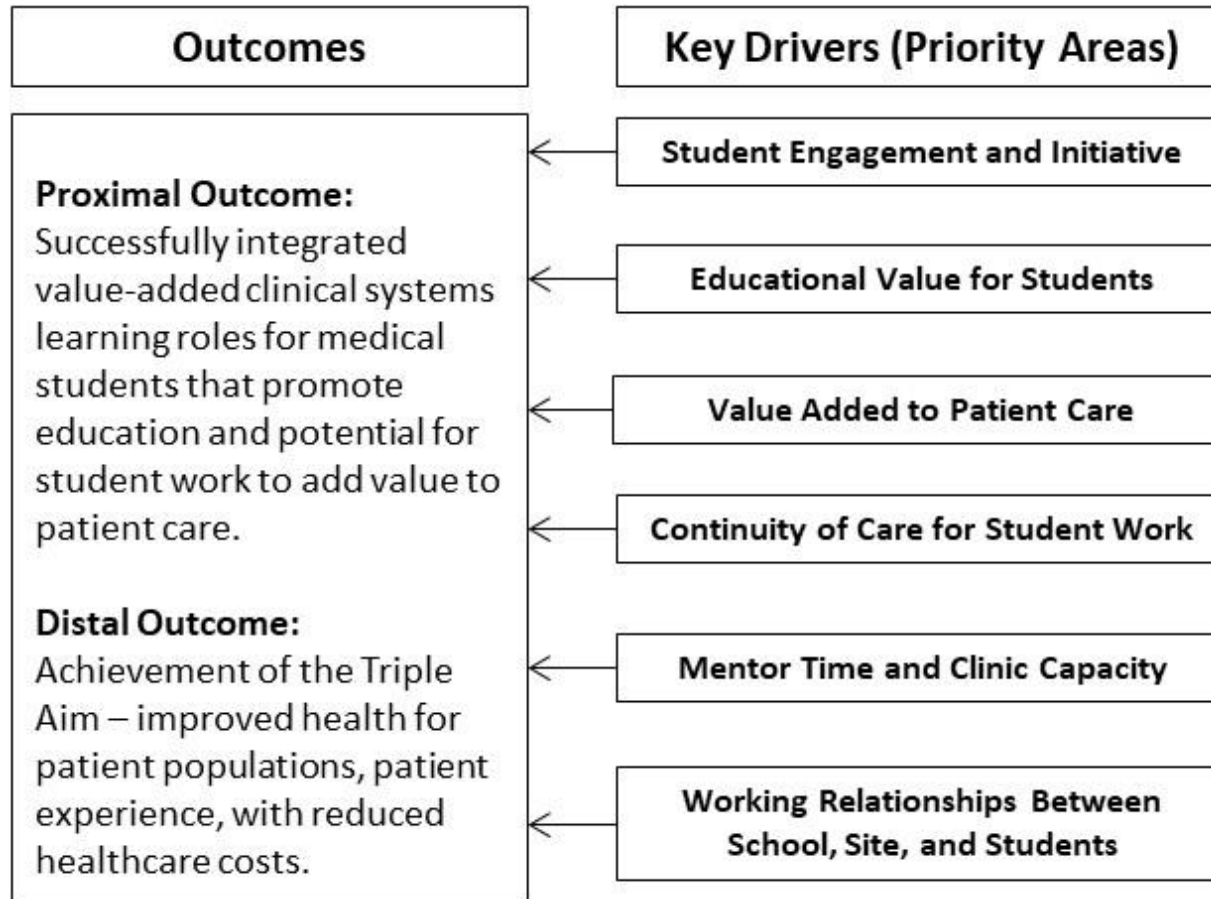 Outcomes
Key Drivers (Priority Areas)
Proximal Outcome:
Successfully integrated
value-added clinical systems
learning roles for medical
students that promote
education and potential for
student work to add value to
patient care.
Distal Outcome:
Achievement of the Triple
Aim – improved health for
patient populations, patient
experience, with reduced
healthcare costs.
Student Engagement and Initiative
Educational Value for Students
Value Added to Patient Care
Continuity of Care for Student Work
Mentor Time and Clinic Capacity
Working Relationships Between
School, Site, and Students